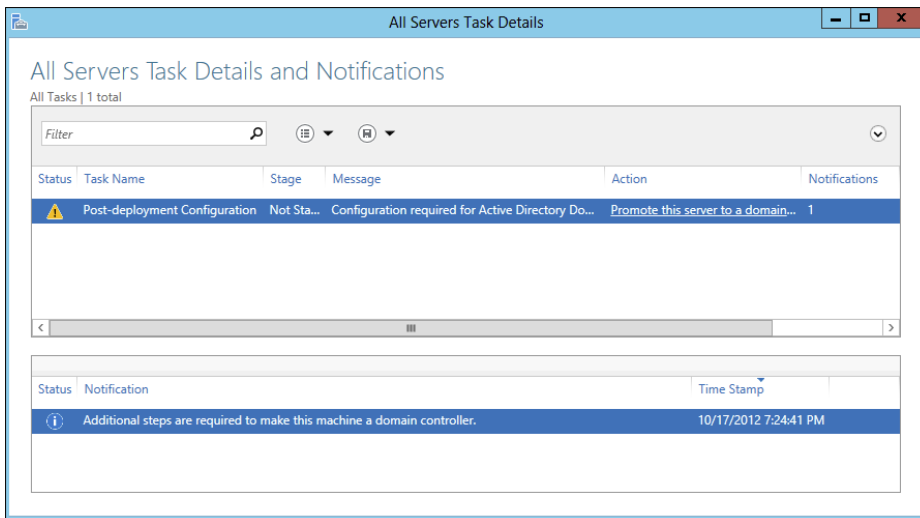 All Servers Task Details
All Servers Task Details and Notifications
All Tasks | 1 total
Filter
Status Task Name Stage Message Action Notifications
Post-deployment Configuration Not Sta... Configuration required for Active Directory Do... Promote this server to a domain... 1
Status Notification Time Stamp
Additional steps are required to make this machine a domain controller. 10/17/2012 7:24:41 PM